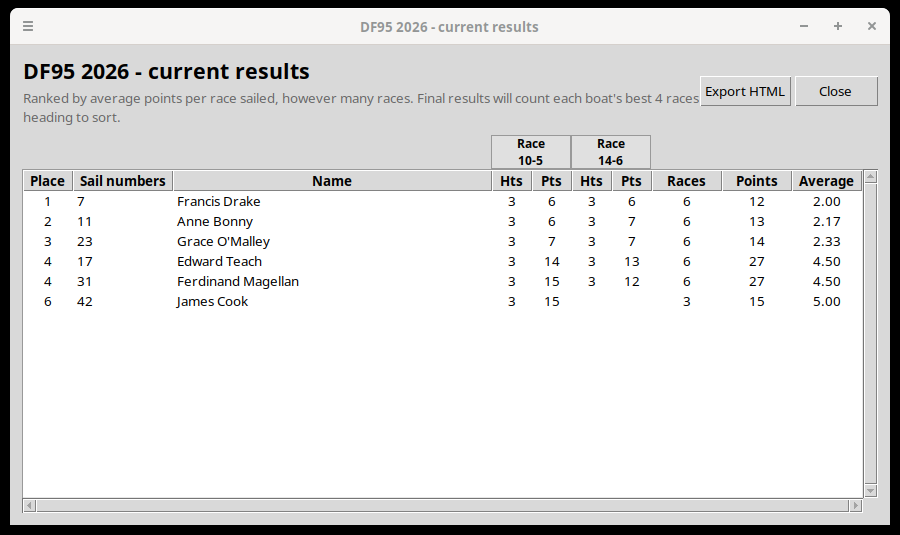 DF95 2026 - current results
DF95 2026 - current results
Ranked by average points per race sailed, however many races. Final results will count each boat's best 4 races
heading to sort.
Export HTML
Close
Race Race
10-5 14-6
Place Sail numbers Name Hts Pts Hts Pts Races Points Average
1 7 Francis Drake 3 6 3 6 6 12 2.00
2 11 Anne Bonny 3 6 3 7 6 13 2.17
3 23 Grace O'Malley 3 7 3 7 6 14 2.33
4 17 Edward Teach 3 14 3 13 6 27 4.50
4 31 Ferdinand Magellan 3 15 3 12 6 27 4.50
6 42 James Cook 3 15 3 15 5.00